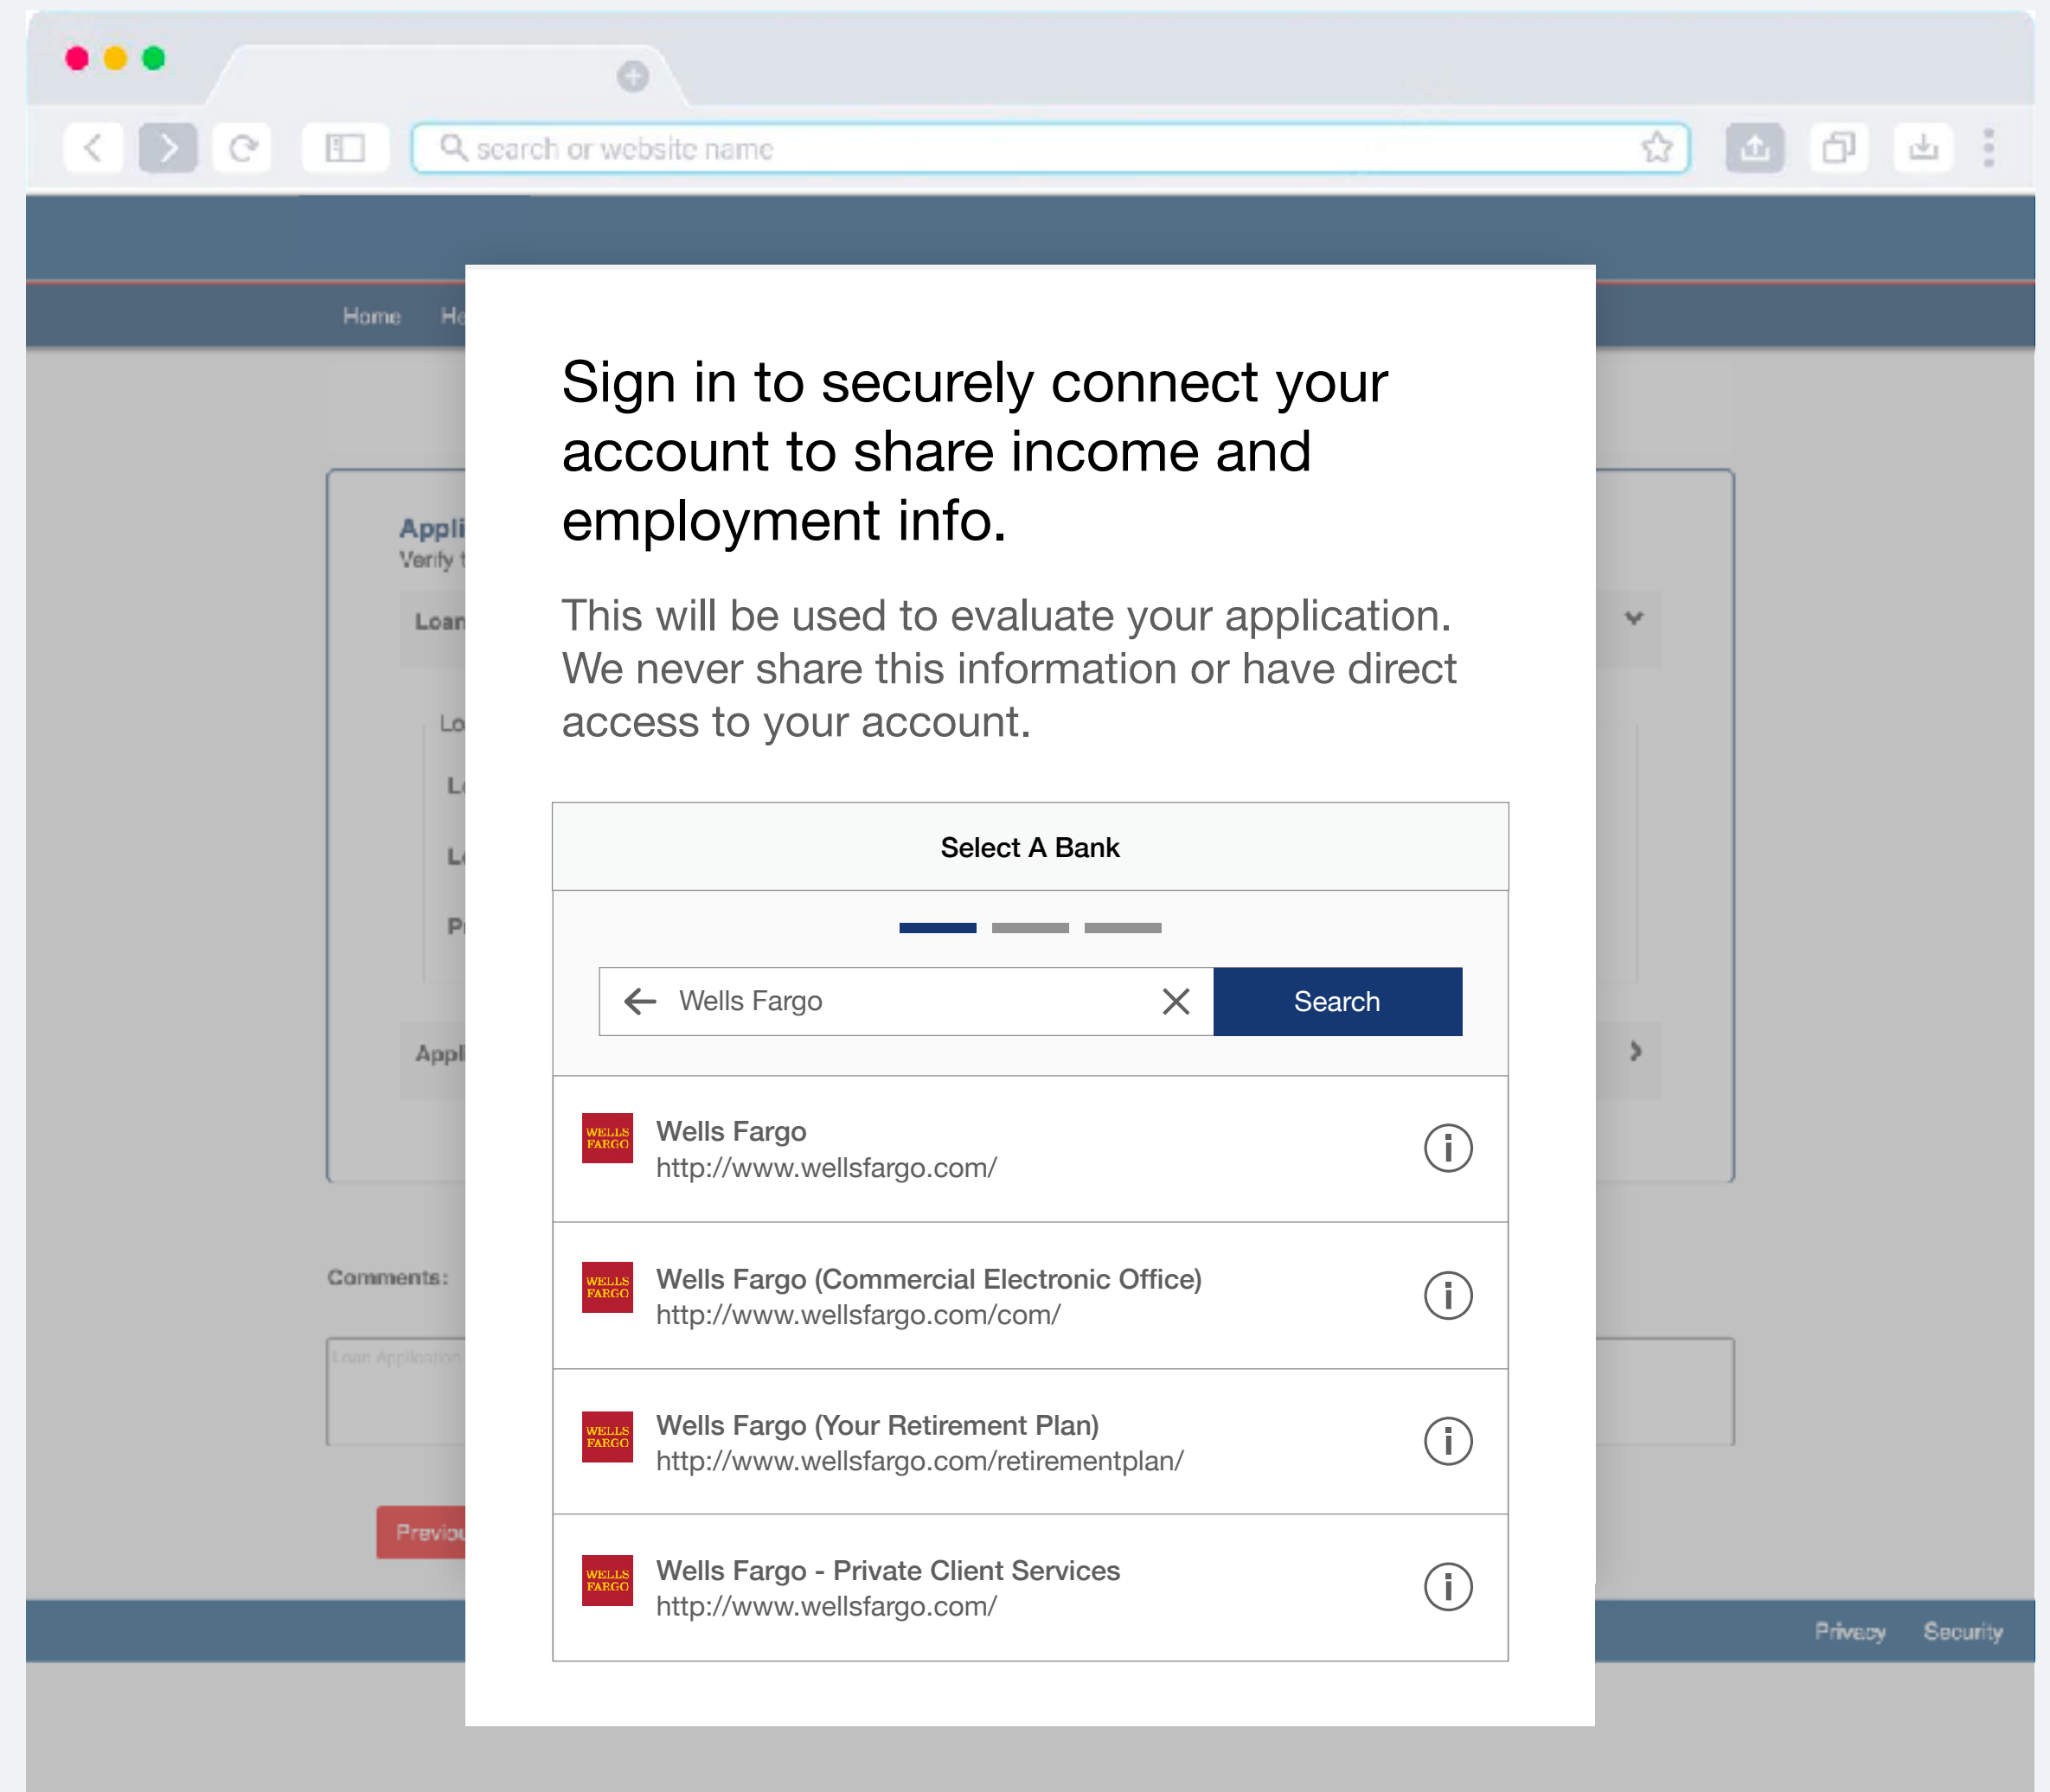 search or website name
Home
Sign in to securely connect your
account to share income and
employment info.
This will be used to evaluate your application.
We never share this information or have direct
access to your account.
Verify
Loan
Select A Bank
Wells Fargo
Search
WELLS
FARGO
Wells Fargo
http://www.wellsfargo.com/
WELLS
FARGO
Wells Fargo (Commercial Electronic Office)
http://www.wellsfargo.com/com/
Comments:
Loan Application
WELLS
FARGO
Wells Fargo (Your Retirement Plan)
http://www.wellsfargo.com/retirementplan/
WELLS
FARGO
Wells Fargo - Private Client Services
http://www.wellsfargo.com/
Privacy Security